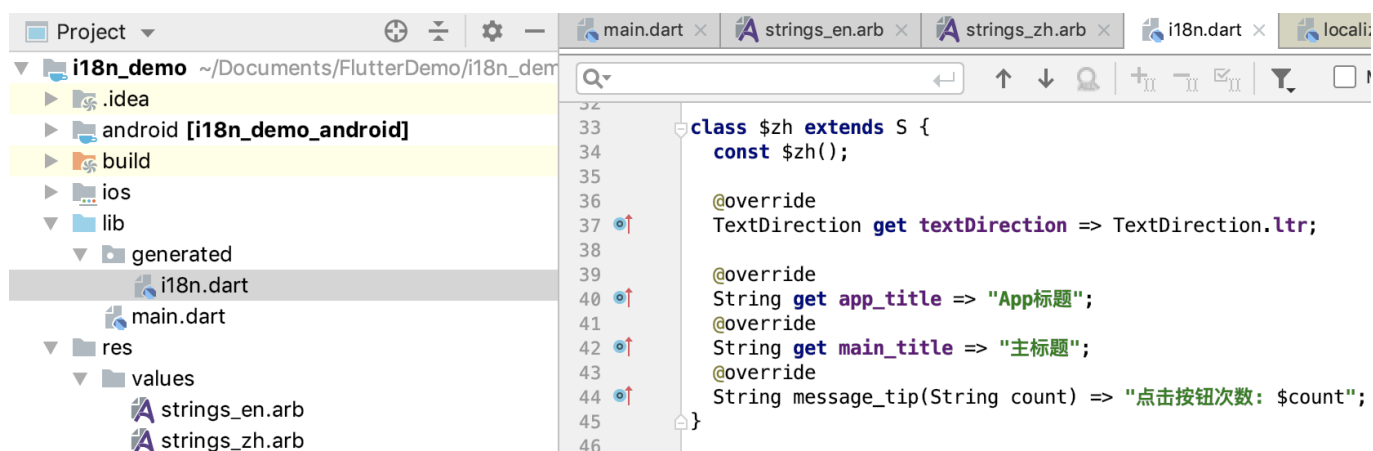 Project
main.dart
strings_en.arb
strings_zh.arb
i18n.dart
i18n_demo ~/Documents/FlutterDemo/i18n_dem
.idea
android [i18n_demo_android]
build
ios
lib
generated
i18n.dart
main.dart
res
values
strings_en.arb
strings_zh.arb
33 class $zh extends S {
34 const $zh();
35
36 @override
37 TextDirection get textDirection => TextDirection.ltr;
38
39 @override
40 String get app_title => "App标题";
41 @override
42 String get main_title => "主标题";
43 @override
44 String message_tip(String count) => "点击按钮次数: $count";
45 }
46